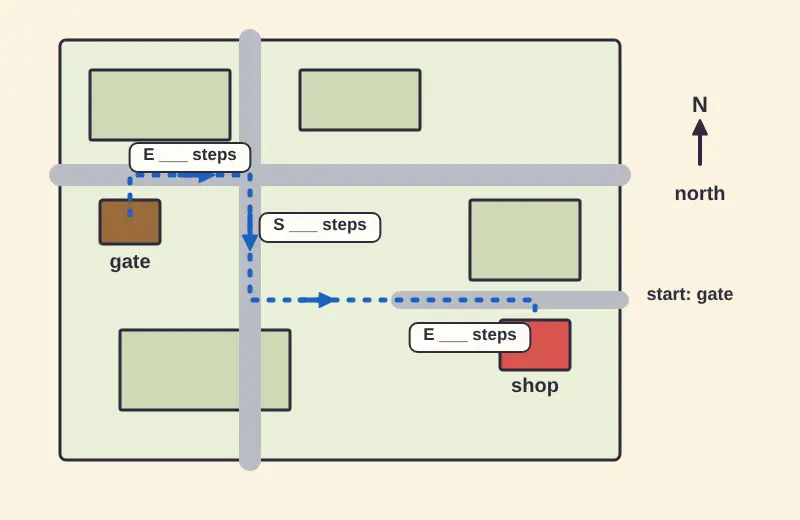 N
north
E ___ steps
S ___ steps
gate
start: gate
E ___ steps
shop